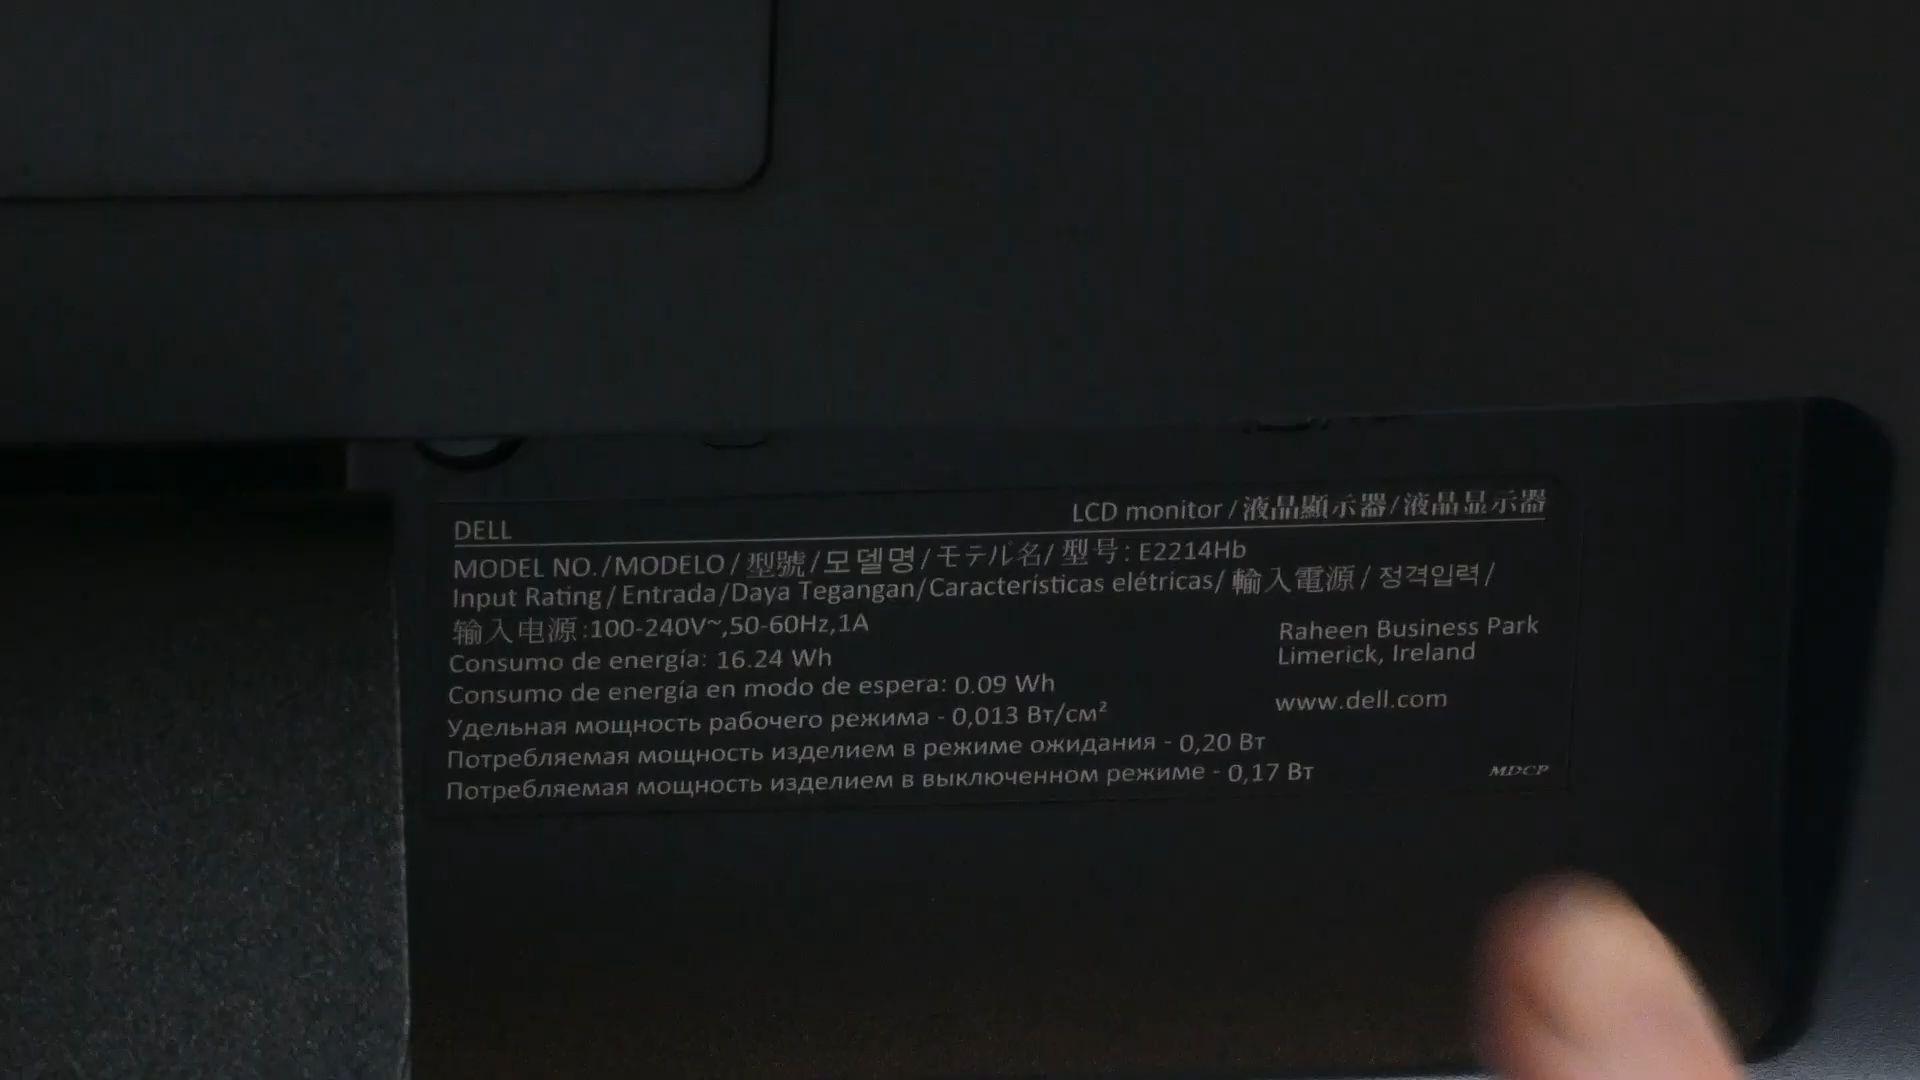 DELL
LCD monitor / 液晶顯示器/液晶显示器
MODEL NO./MODELO / 型號/모델명/モデル名/ 型号: E2214Hb
Input Rating/Entrada/Daya Tegangan/Características elétricas/ 輸入電源/ 정격입력/
输入电源:100-240V~,50-60Hz,1A
Consumo de energía: 16.24 Wh
Consumo de energía en modo de espera: 0.09 Wh
Удельная мощность рабочего режима - 0,013 Вт/см²
Потребляемая мощность изделием в режиме ожидания - 0,20 Вт
Потребляемая мощность изделием в выключенном режиме - 0,17 Вт
Raheen Business Park
Limerick, Ireland
www.dell.com
MDCP